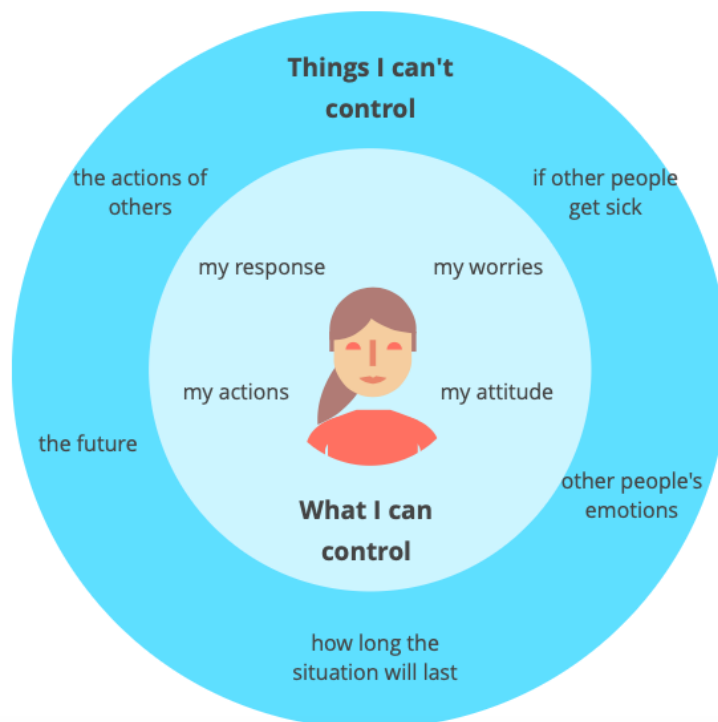 Things I can't
control
the actions of
others
if other people
get sick
my response
my worries
my actions
my attitude
the future
other people's
emotions
What I can
control
how long the
situation will last